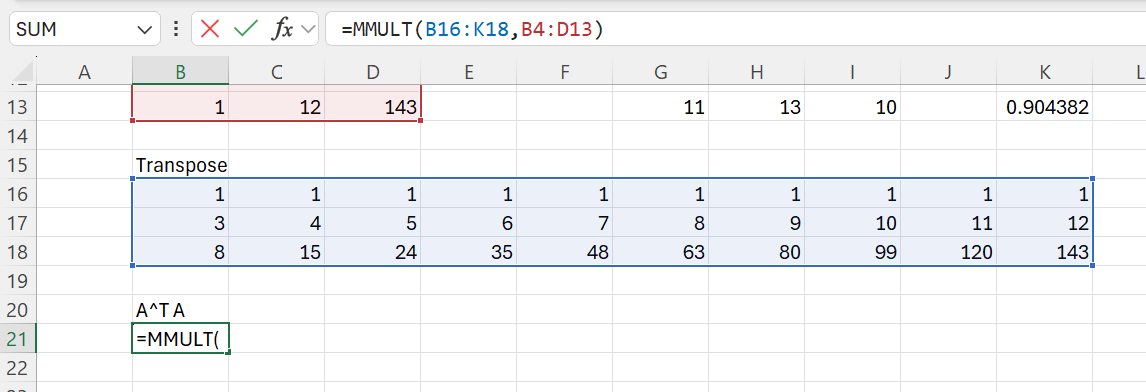 SUM fx =MMULT(B16:K18,B4:D13)
A B C D E F G H I J K L
13 1 12 143 11 13 10 0.904382
14
15 Transpose
16 1 1 1 1 1 1 1 1 1 1
17 3 4 5 6 7 8 9 10 11 12
18 8 15 24 35 48 63 80 99 120 143
19
20 A^T A
21 =MMULT(
22